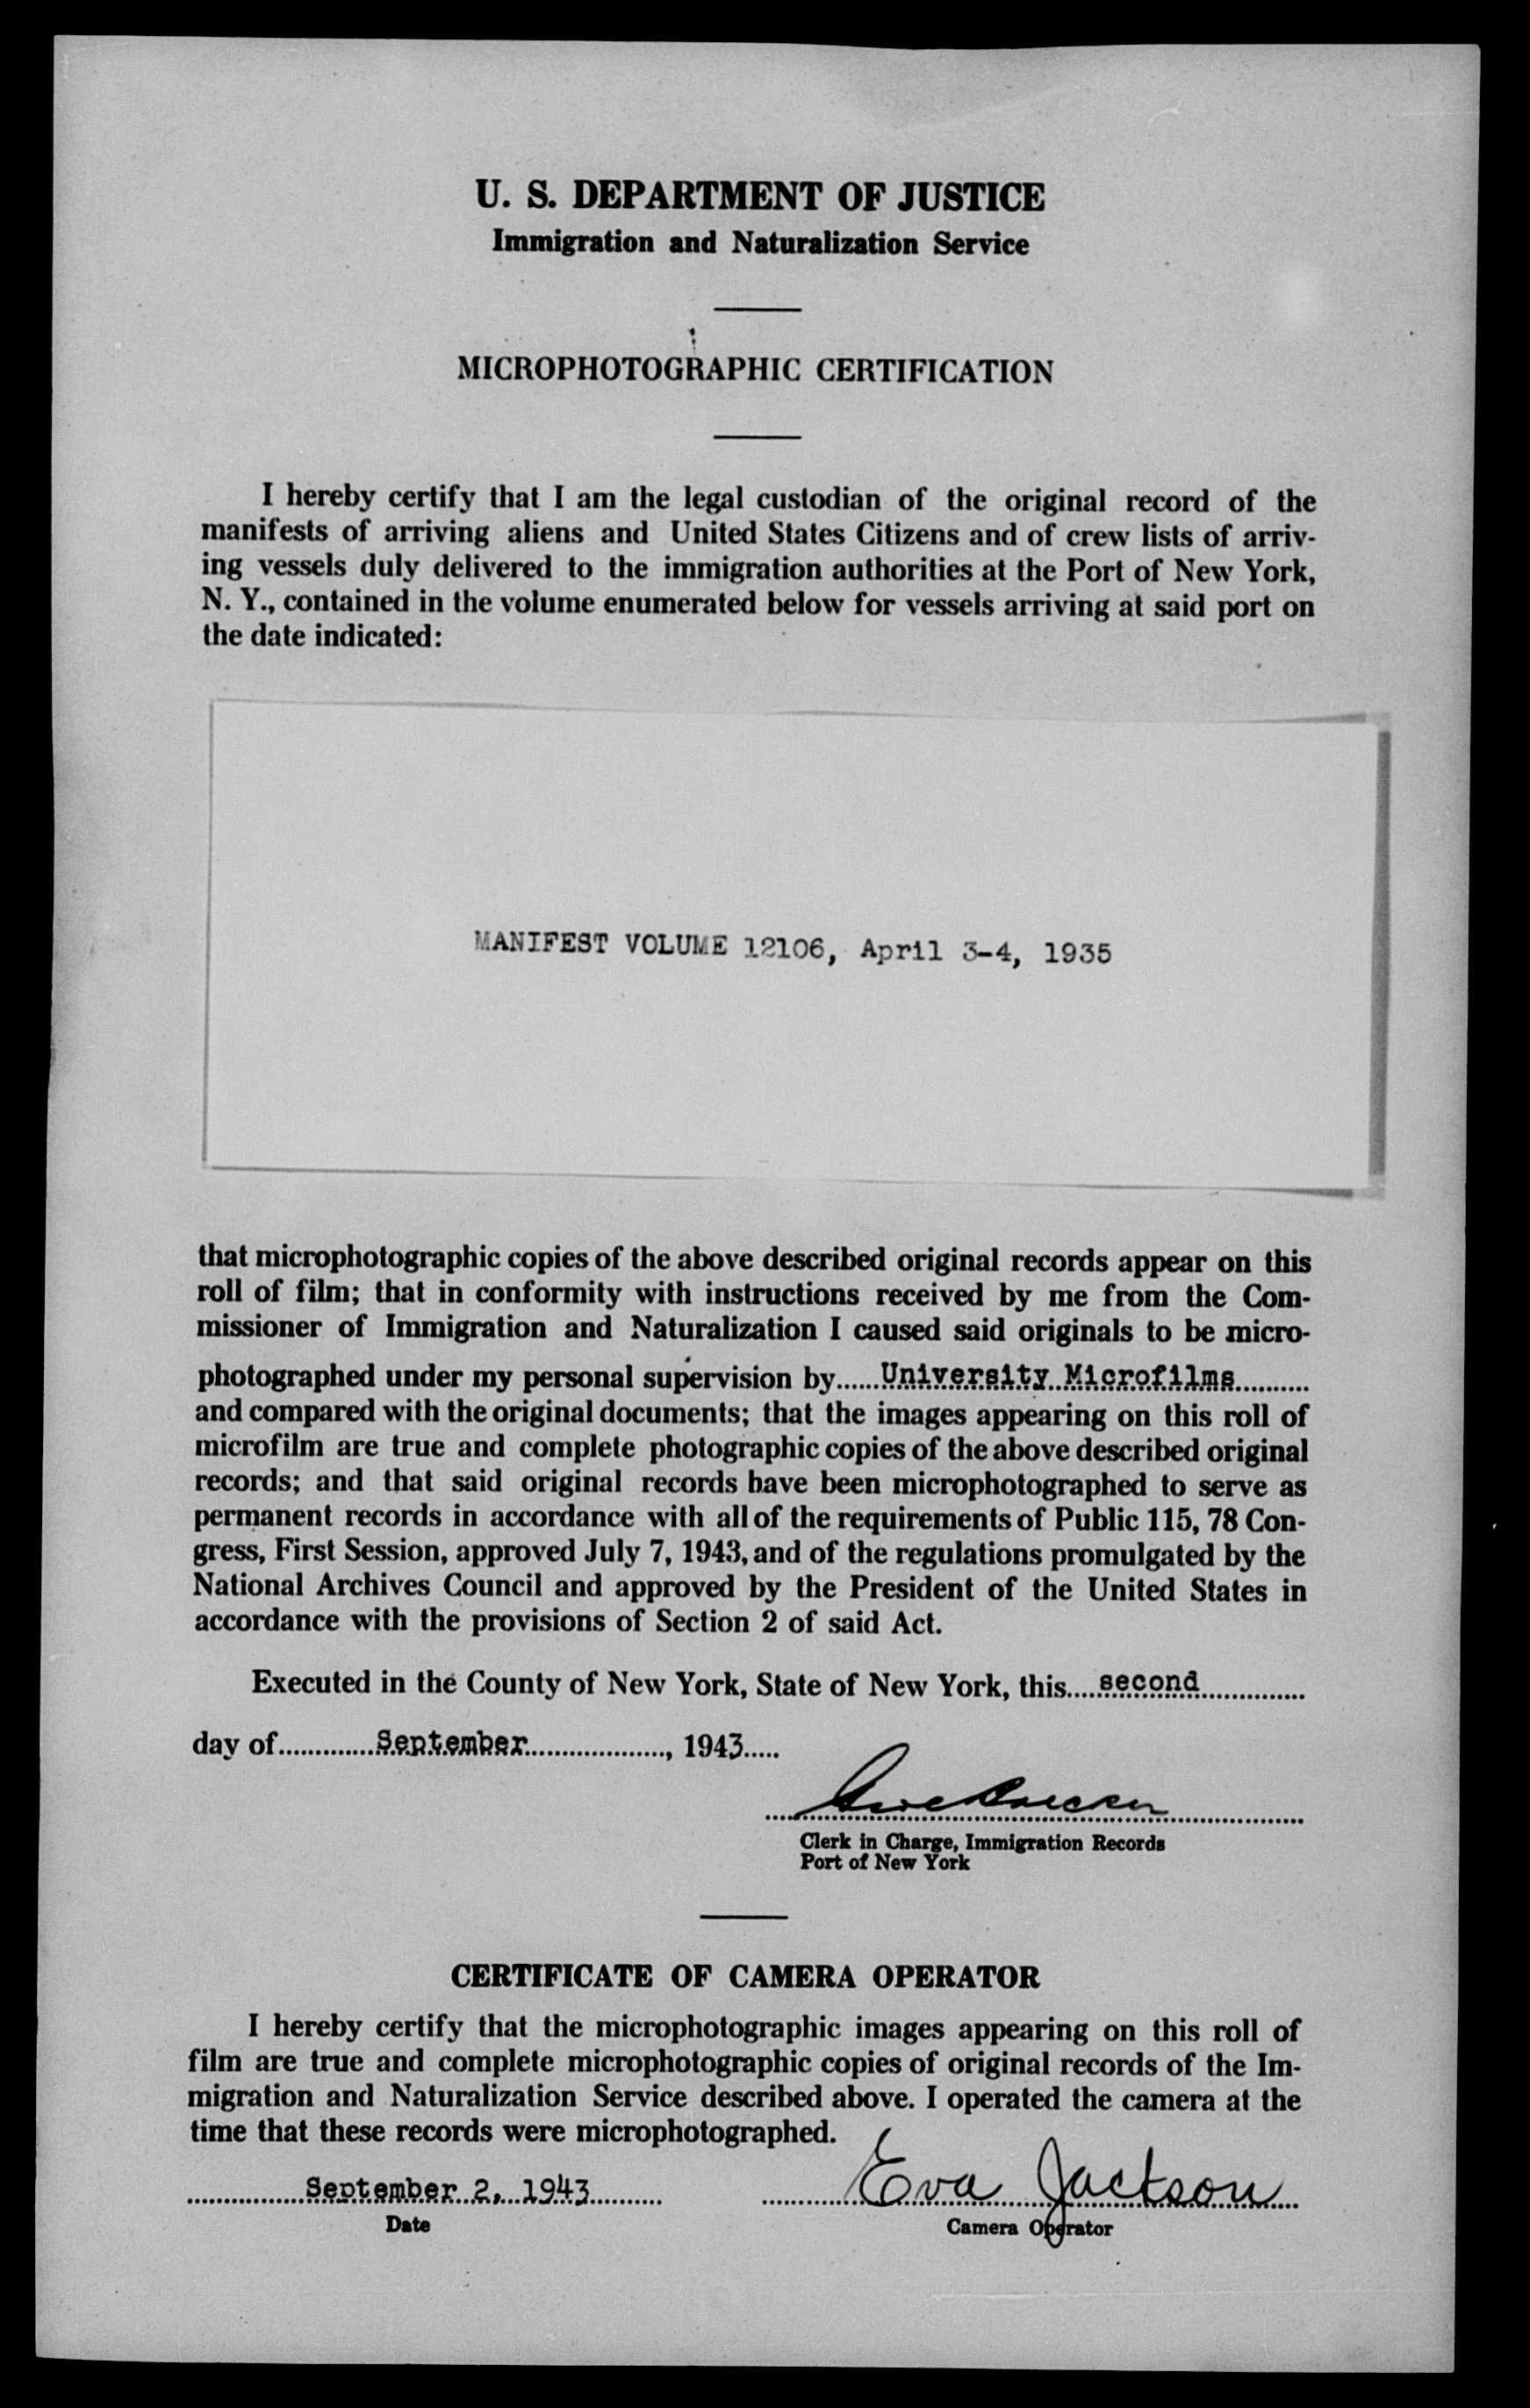 U. S. DEPARTMENT OF JUSTICE
Immigration and Naturalization Service
MICROPHOTOGRAPHIC CERTIFICATION
I hereby certify that I am the legal custodian of the original record of the
manifests of arriving aliens and United States Citizens and of crew lists of arriv-
ing vessels duly delivered to the immigration authorities at the Port of New York,
N. Y., contained in the volume enumerated below for vessels arriving at said port on
the date indicated:
MANIFEST VOLUME 12106, April 3-4, 1935
that microphotographic copies of the above described original records appear on this
roll of film; that in conformity with instructions received by me from the Com-
missioner of Immigration and Naturalization I caused said originals to be micro-
photographed under my personal supervision by......University Microfilms..........
and compared with the original documents; that the images appearing on this roll of
microfilm are true and complete photographic copies of the above described original
records; and that said original records have been microphotographed to serve as
permanent records in accordance with all of the requirements of Public 115, 78 Con-
gress, First Session, approved July 7, 1943, and of the regulations promulgated by the
National Archives Council and approved by the President of the United States in
accordance with the provisions of Section 2 of said Act.
Executed in the County of New York, State of New York, this.....second...............
day of.............September...................., 1943.....
Clerk in Charge, Immigration Records
Port of New York
CERTIFICATE OF CAMERA OPERATOR
I hereby certify that the microphotographic images appearing on this roll of
film are true and complete microphotographic copies of original records of the Im-
migration and Naturalization Service described above. I operated the camera at the
time that these records were microphotographed.
September 2, 1943 Eva Jackson
Date Camera Operator